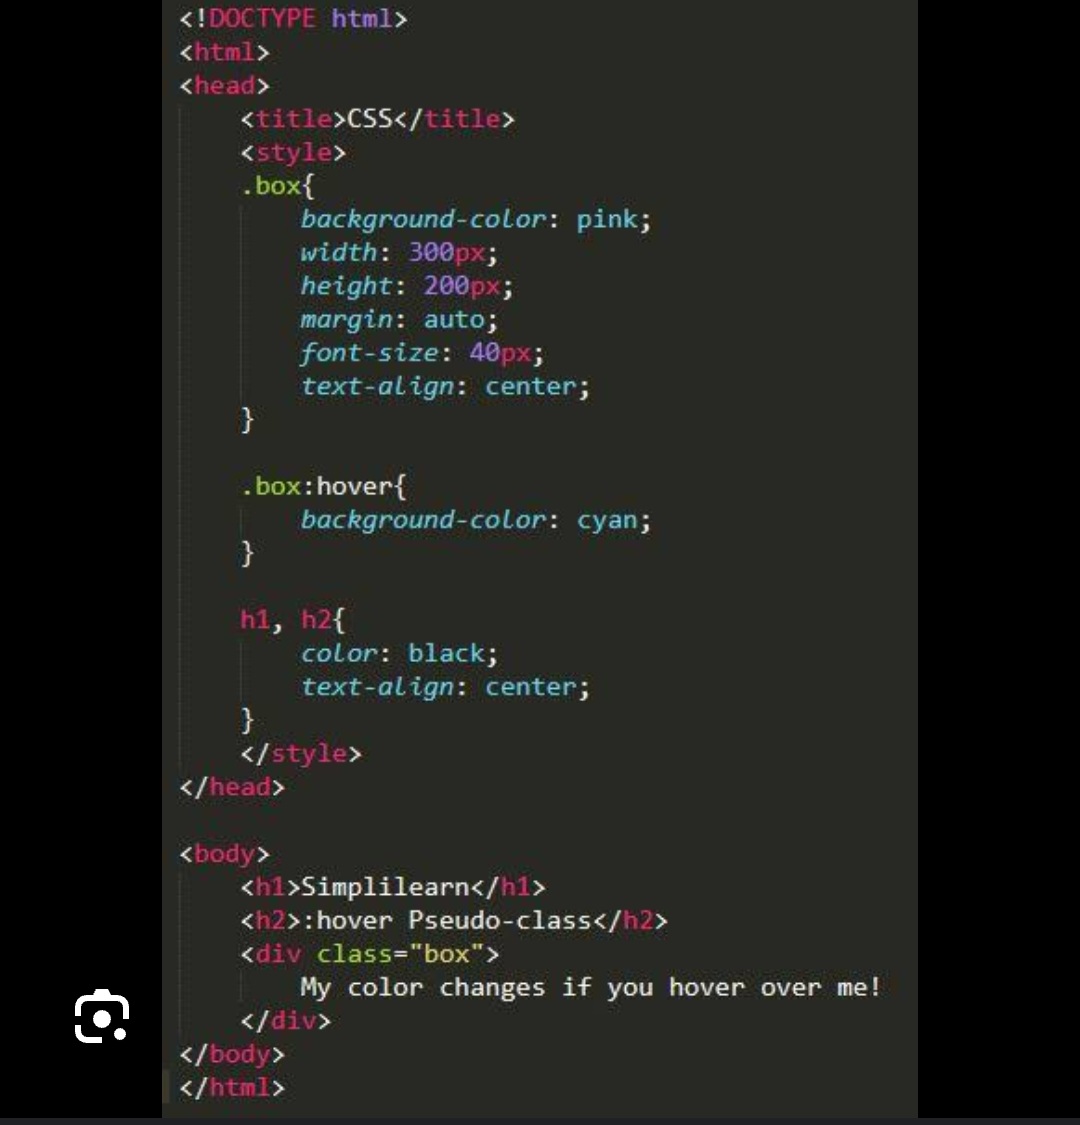 <!DOCTYPE html>
<html>
<head>
    <title>CSS</title>
    <style>
    .box{
        background-color: pink;
        width: 300px;
        height: 200px;
        margin: auto;
        font-size: 40px;
        text-align: center;
    }

    .box:hover{
        background-color: cyan;
    }

    h1, h2{
        color: black;
        text-align: center;
    }
    </style>
</head>

<body>
    <h1>Simplilearn</h1>
    <h2>:hover Pseudo-class</h2>
    <div class="box">
        My color changes if you hover over me!
    </div>
</body>
</html>